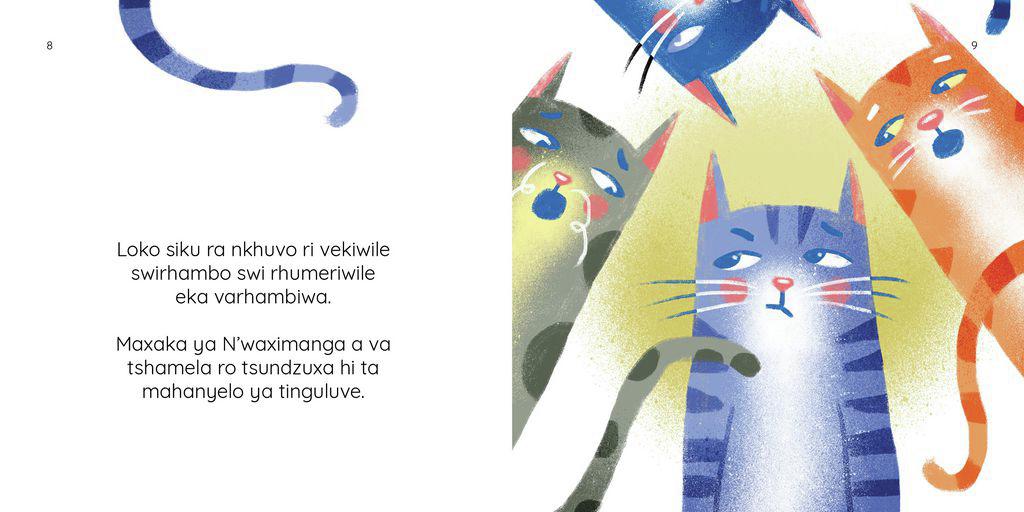 8
Loko siku ra nkhuvo ri vekiwile
swirhambo swi rhumeriwile
eka varhambiwa.
Maxaka ya N'waximanga a va
tshamela ro tsundzuxa hi ta
mahanyelo ya tinguluve.
9